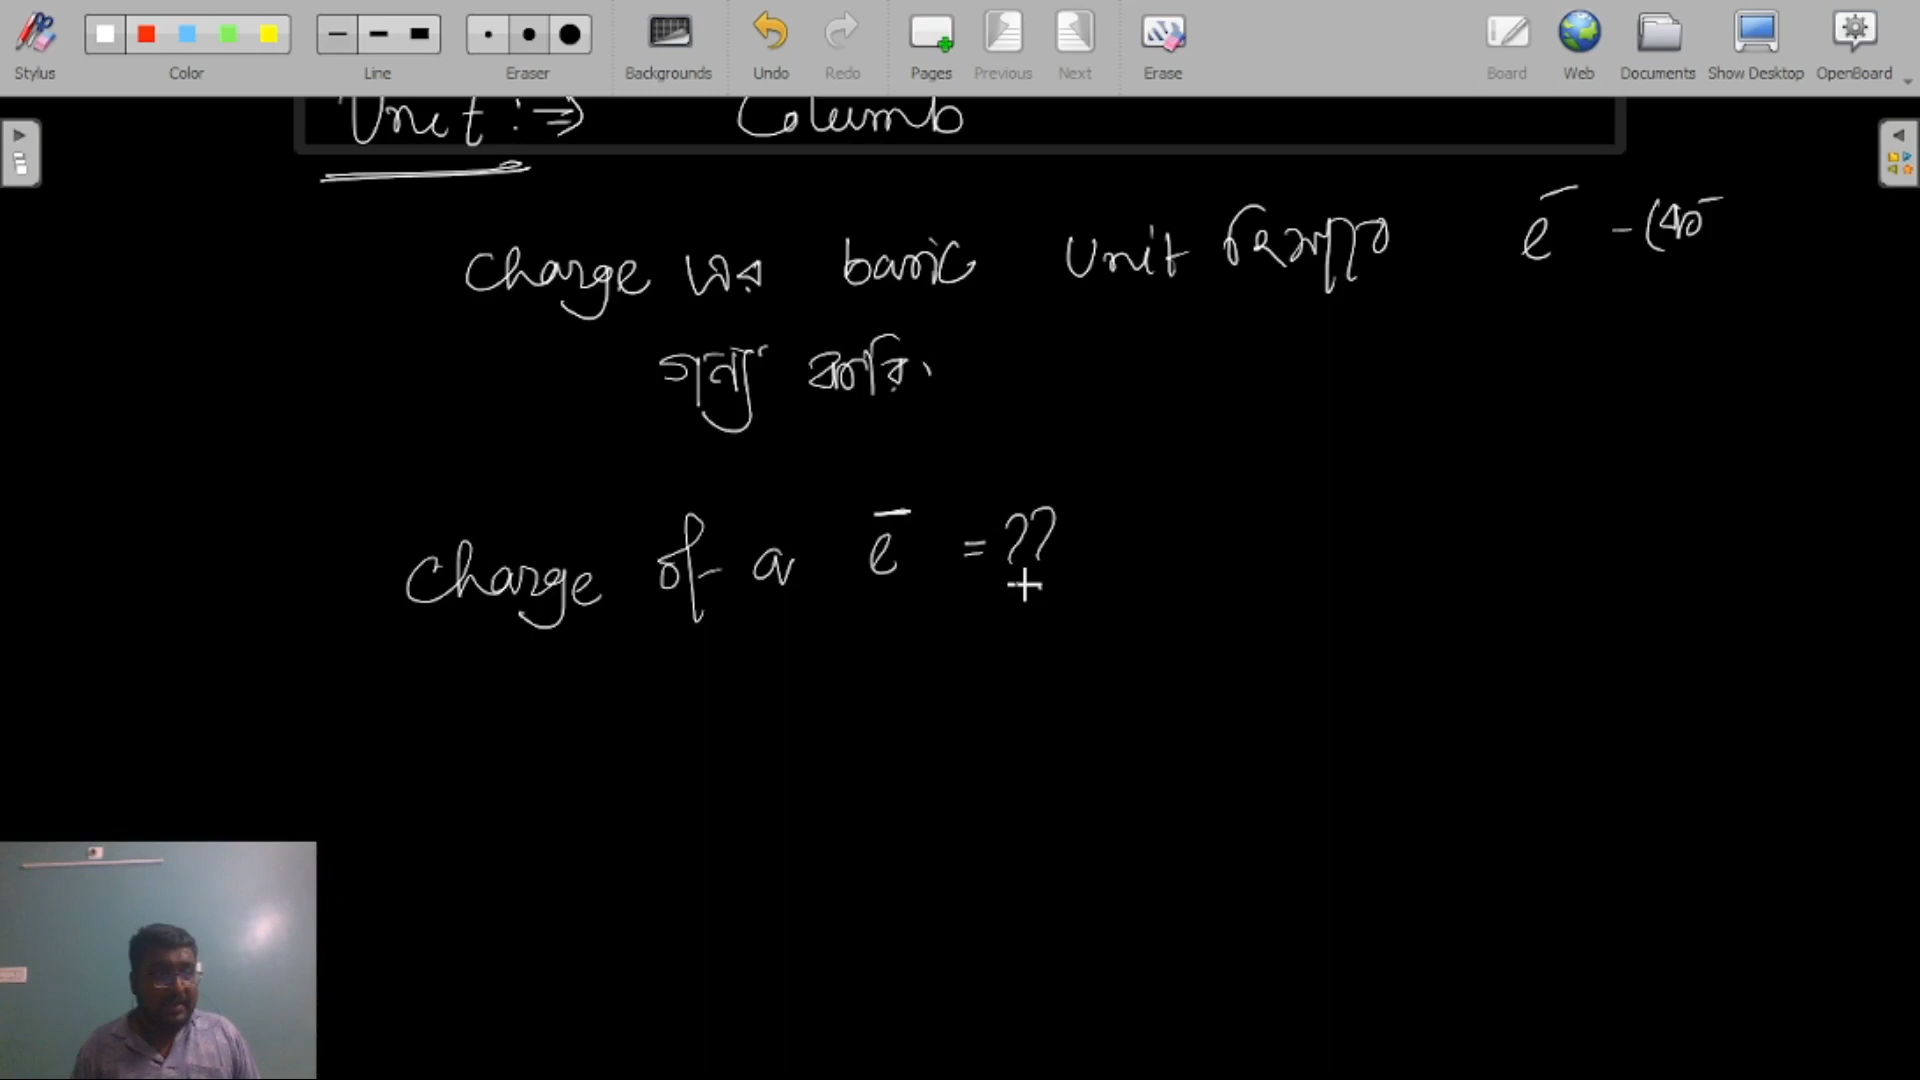 Stylus Color Line Eraser Backgrounds Undo Redo Pages Previous Next Erase Board Web Documents Show Desktop OpenBoard
Unit :⇒ Columb
Charge এর basic Unit হিসাবে e⁻ -কে
গন্য করি।
Charge of a e⁻ = ??